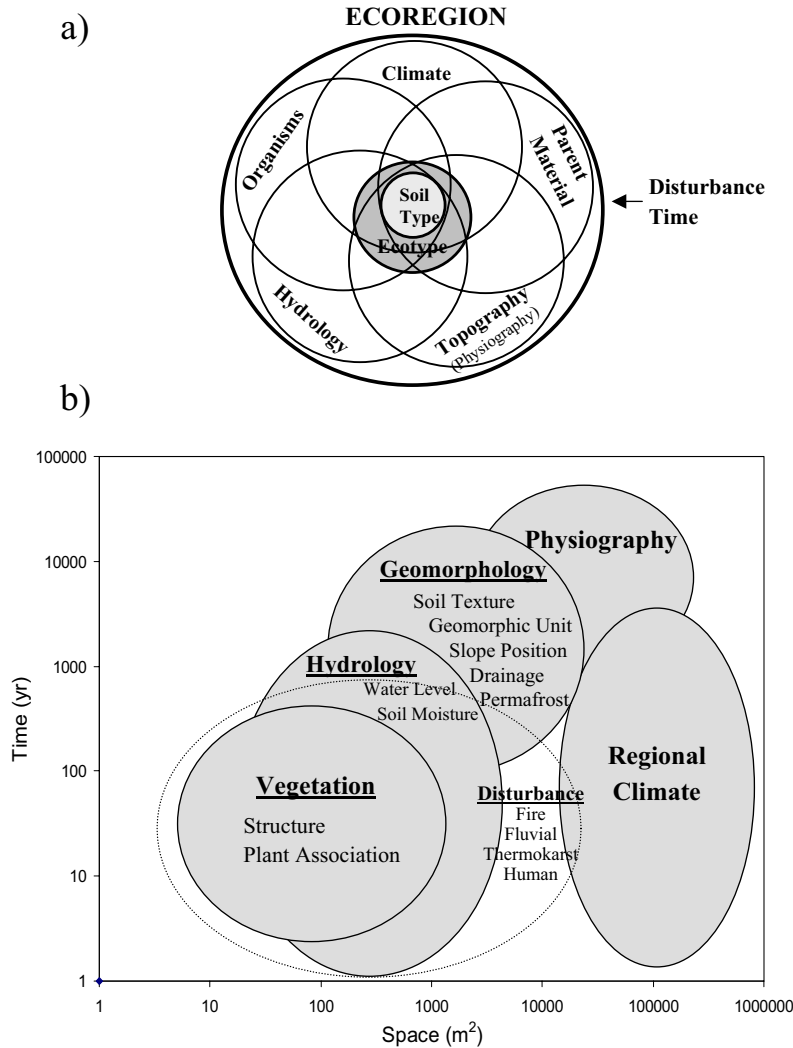 a)
ECOREGION
Climate
Organisms
Parent
Material
Soil
Type
Ecotype
Disturbance
Time
Hydrology
Topography
(Physiography)
b)
100000
10000
1000
100
10
1
Time (yr)
Physiography
Geomorphology
Soil Texture
Geomorphic Unit
Slope Position
Drainage
Permafrost
Hydrology
Water Level
Soil Moisture
Vegetation
Structure
Plant Association
Disturbance
Fire
Fluvial
Thermokarst
Human
Regional
Climate
1
10
100
1000
10000
100000
1000000
Space (m²)